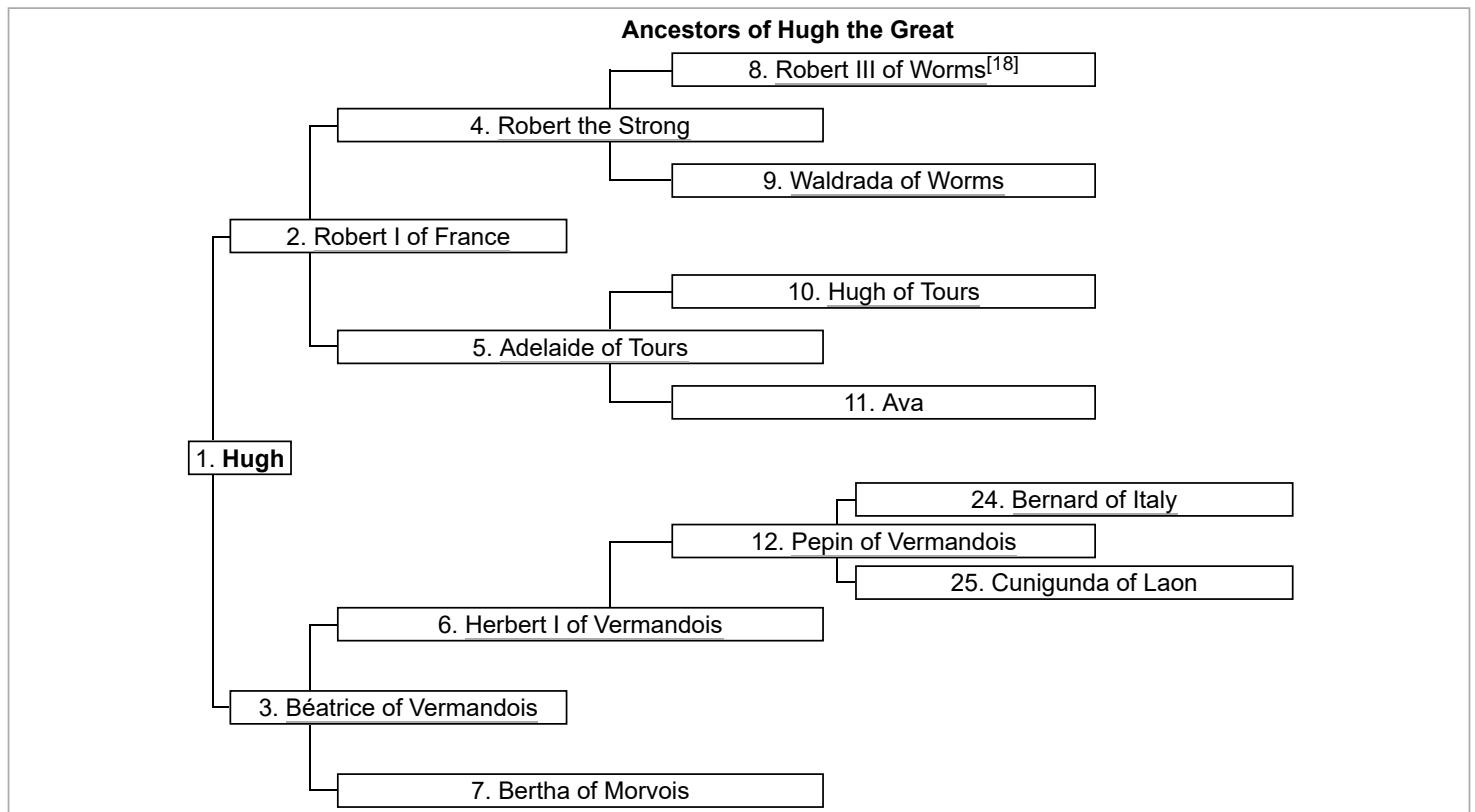 Ancestors of Hugh the Great
8. Robert III of Worms[18]
4. Robert the Strong
9. Waldrada of Worms
2. Robert I of France
10. Hugh of Tours
5. Adelaide of Tours
11. Ava
1. Hugh
24. Bernard of Italy
12. Pepin of Vermandois
25. Cunigunda of Laon
6. Herbert I of Vermandois
3. Béatrice of Vermandois
7. Bertha of Morvois